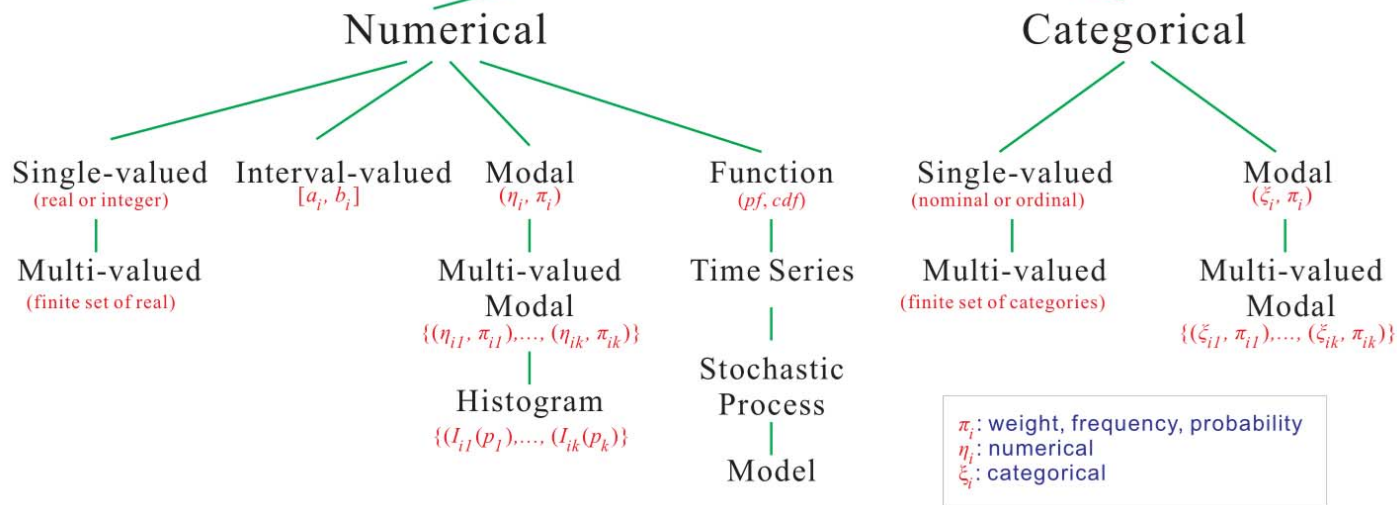 Numerical
Categorical
Single-valued
(real or integer)
Interval-valued
[a_i, b_i]
Modal
(η_i, π_i)
Function
(pf, cdf)
Single-valued
(nominal or ordinal)
Modal
(ξ_i, π_i)
Multi-valued
(finite set of real)
Multi-valued
Modal
{(η_i1, π_i1),..., (η_ik, π_ik)}
Time Series
Multi-valued
(finite set of categories)
Multi-valued
Modal
{(ξ_i1, π_i1),..., (ξ_ik, π_ik)}
Histogram
{(I_i1(p_1),..., (I_ik(p_k)}
Stochastic
Process
Model
π_i: weight, frequency, probability
η_i: numerical
ξ_i: categorical